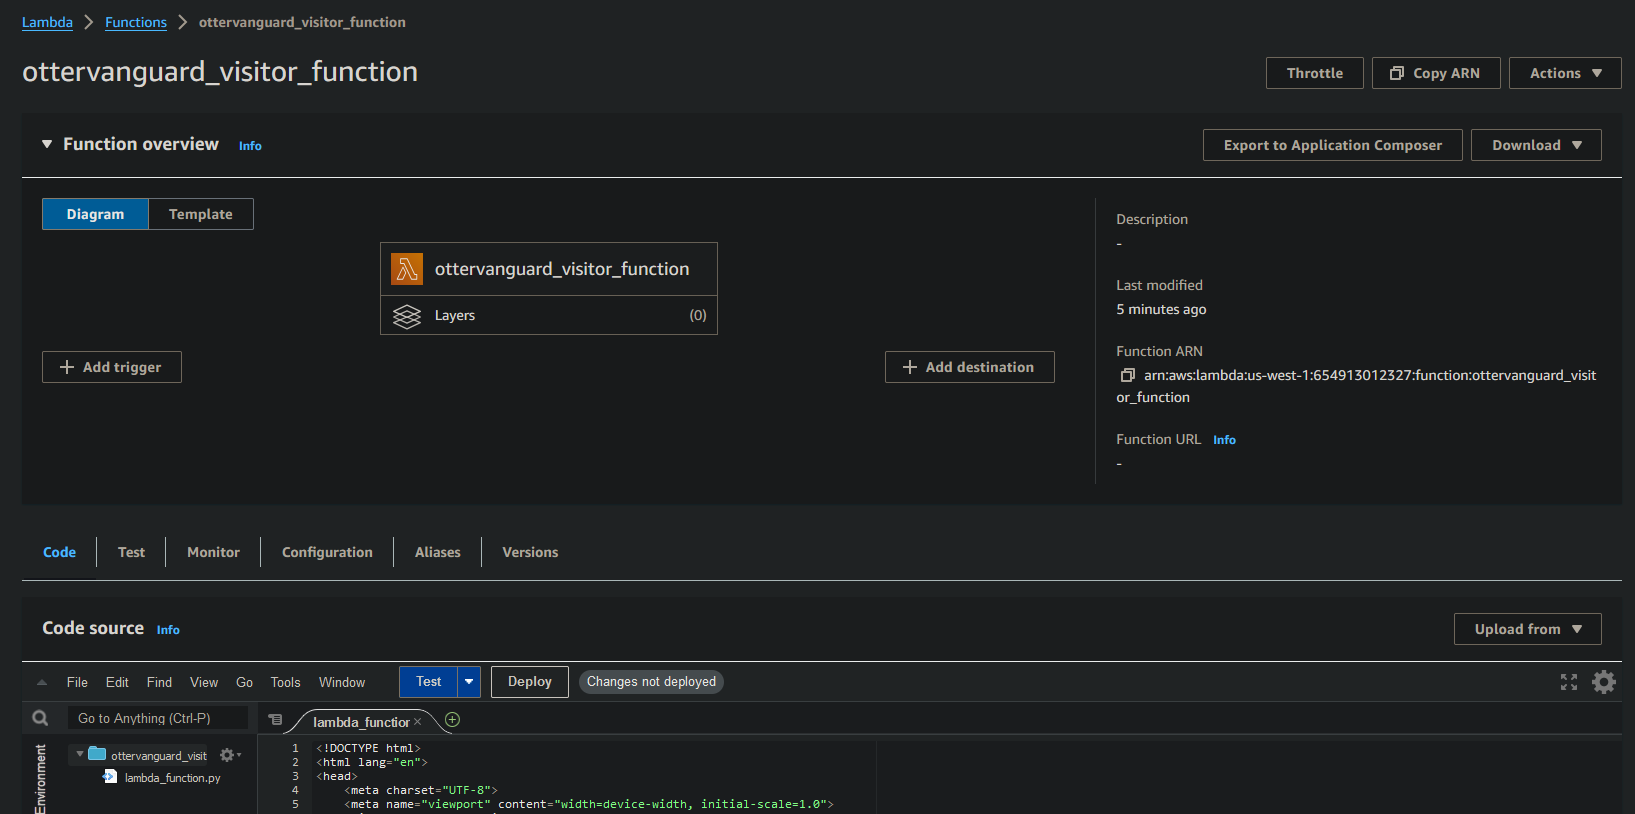 Lambda > Functions > ottervanguard_visitor_function
ottervanguard_visitor_function
Throttle
Copy ARN
Actions
Function overview Info
Export to Application Composer
Download
Diagram
Template
ottervanguard_visitor_function
Layers (0)
Add trigger
Add destination
Description
-
Last modified
5 minutes ago
Function ARN
arn:aws:lambda:us-west-1:654913012327:function:ottervanguard_visit
or_function
Function URL Info
-
Code
Test
Monitor
Configuration
Aliases
Versions
Code source Info
Upload from
File Edit Find View Go Tools Window
Test
Deploy
Changes not deployed
Go to Anything (Ctrl-P)
lambda_function
Environment
ottervanguard_visit
lambda_function.py
1 <!DOCTYPE html>
2 <html lang="en">
3 <head>
4 <meta charset="UTF-8">
5 <meta name="viewport" content="width=device-width, initial-scale=1.0">